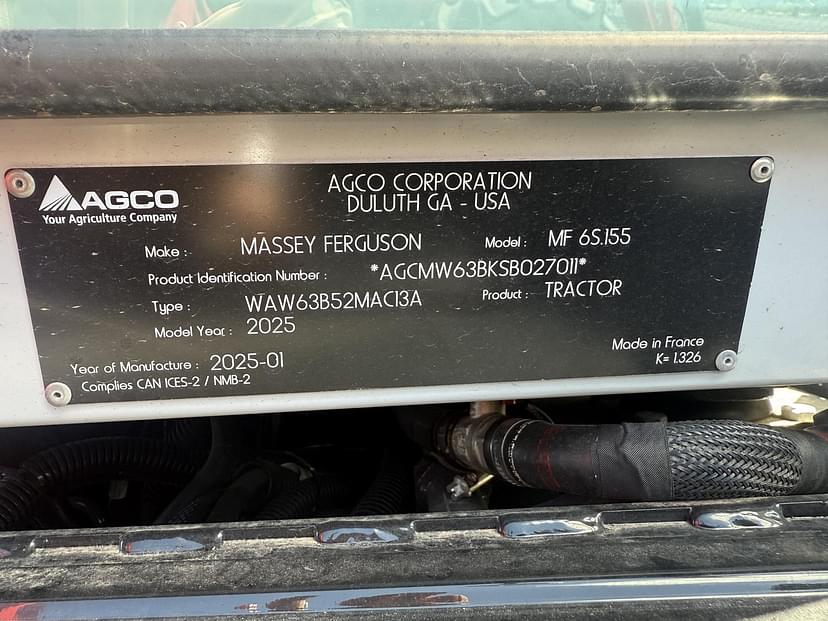 AGCO
Your Agriculture Company
AGCO CORPORATION
DULUTH GA - USA
Make : MASSEY FERGUSON Model : MF 6S.155
Product Identification Number : *AGCMW63BKSB027011*
Type : WAW63B52MAC13A Product : TRACTOR
Model Year : 2025
Year of Manufacture : 2025-01
Complies CAN ICES-2 / NMB-2
Made in France
K= 1.326